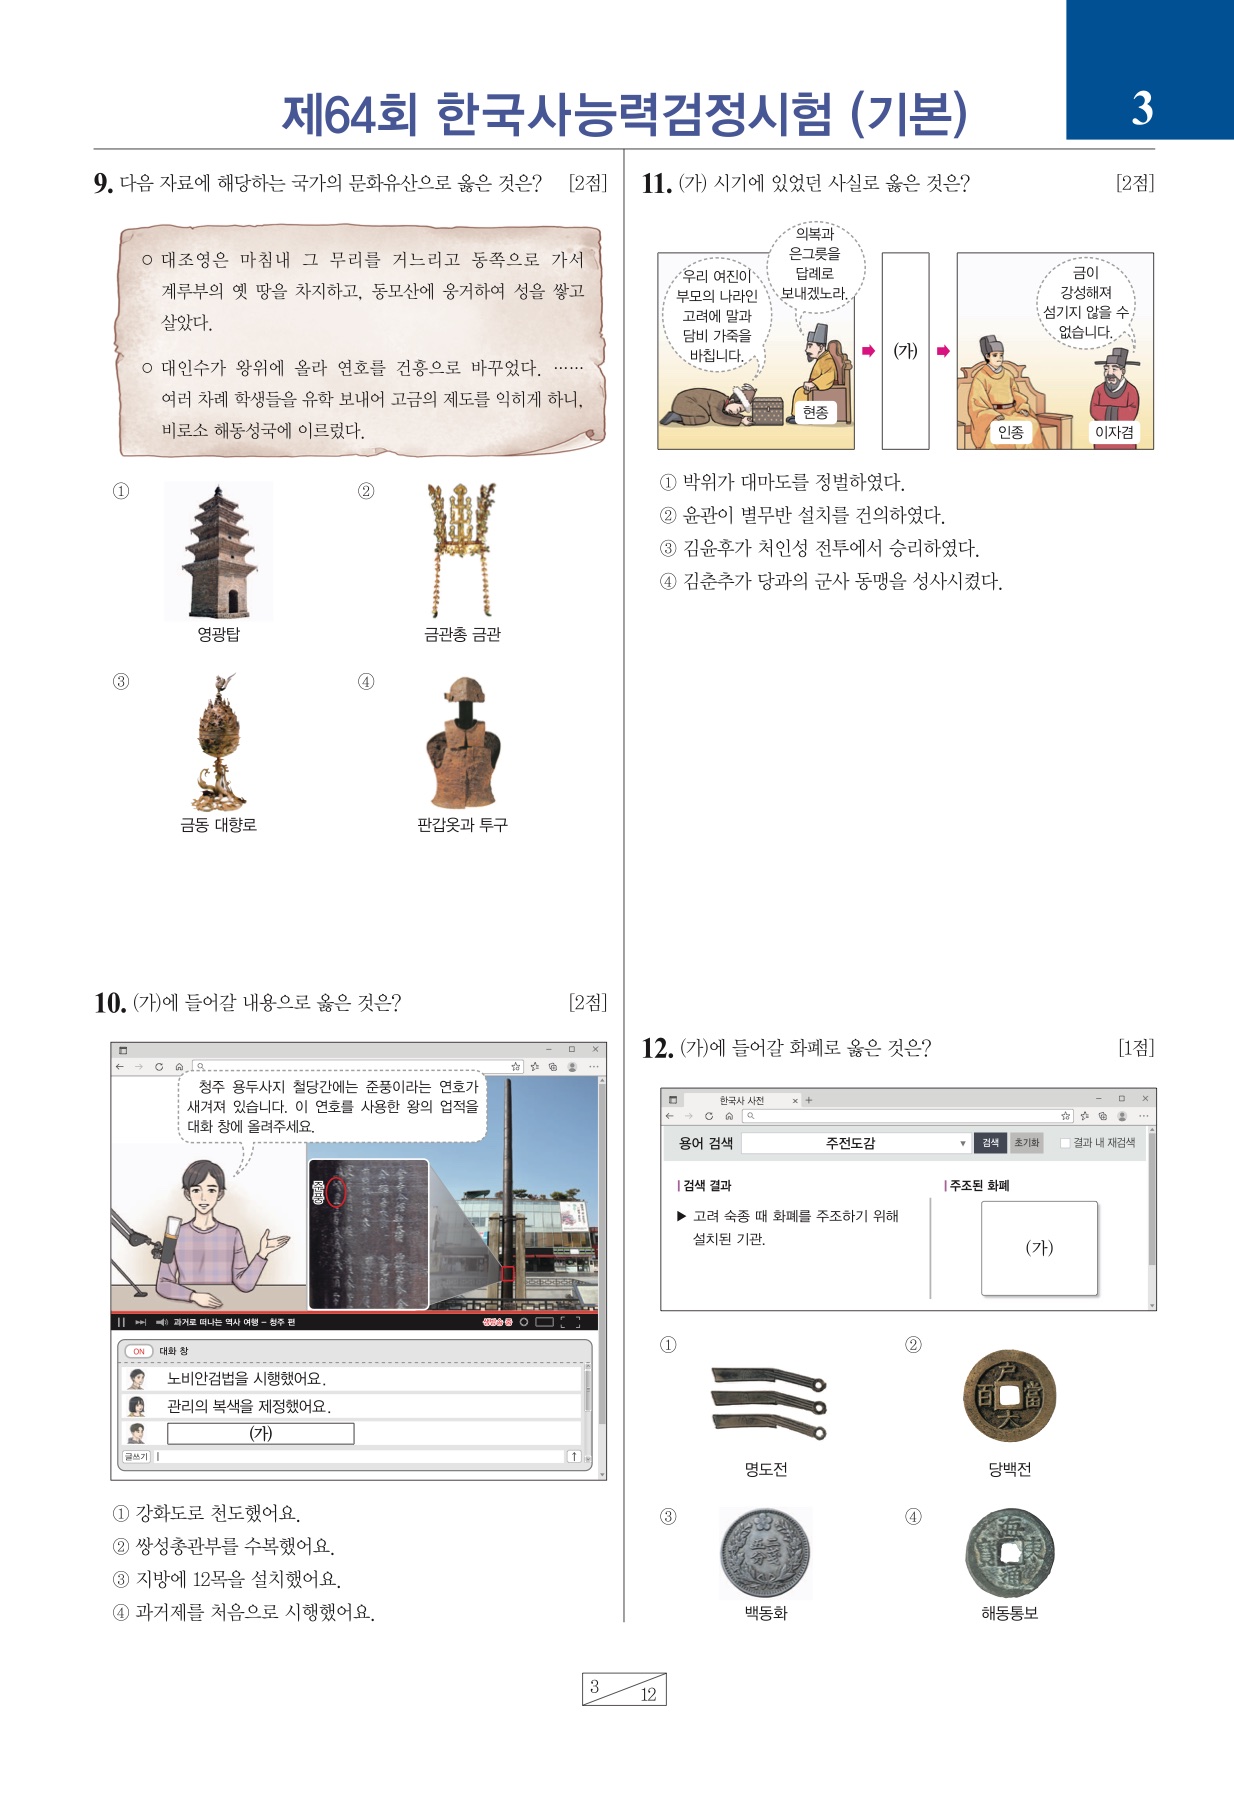 제64회 한국사능력검정시험 (기본)
3
9. 다음 자료에 해당하는 국가의 문화유산으로 옳은 것은? [2점]
○ 대조영은 마침내 그 무리를 거느리고 동쪽으로 가서
계루부의 옛 땅을 차지하고, 동모산에 웅거하여 성을 쌓고
살았다.
○ 대인수가 왕위에 올라 연호를 건흥으로 바꾸었다. ……
여러 차례 학생들을 유학 보내어 고금의 제도를 익히게 하니,
비로소 해동성국에 이르렀다.
① 영광탑
② 금관총 금관
③ 금동 대향로
④ 판갑옷과 투구
10. (가)에 들어갈 내용으로 옳은 것은? [2점]
청주 용두사지 철당간에는 준풍이라는 연호가
새겨져 있습니다. 이 연호를 사용한 왕의 업적을
대화 창에 올려주세요.
준풍
과거로 떠나는 역사 여행 – 청주 편
생방송 중
ON 대화 창
노비안검법을 시행했어요.
관리의 복색을 제정했어요.
(가)
글쓰기
① 강화도로 천도했어요.
② 쌍성총관부를 수복했어요.
③ 지방에 12목을 설치했어요.
④ 과거제를 처음으로 시행했어요.
11. (가) 시기에 있었던 사실로 옳은 것은? [2점]
우리 여진이
부모의 나라인
고려에 말과
담비 가죽을
바칩니다.
의복과
은그릇을
답례로
보내겠노라.
현종
(가)
금이
강성해져
섬기지 않을 수
없습니다.
인종
이자겸
① 박위가 대마도를 정벌하였다.
② 윤관이 별무반 설치를 건의하였다.
③ 김윤후가 처인성 전투에서 승리하였다.
④ 김춘추가 당과의 군사 동맹을 성사시켰다.
12. (가)에 들어갈 화폐로 옳은 것은? [1점]
한국사 사전
용어 검색 주전도감 검색 초기화 결과 내 재검색
검색 결과
▶ 고려 숙종 때 화폐를 주조하기 위해
설치된 기관.
주조된 화폐
(가)
① 명도전
② 당백전
③ 백동화
④ 해동통보
3 / 12